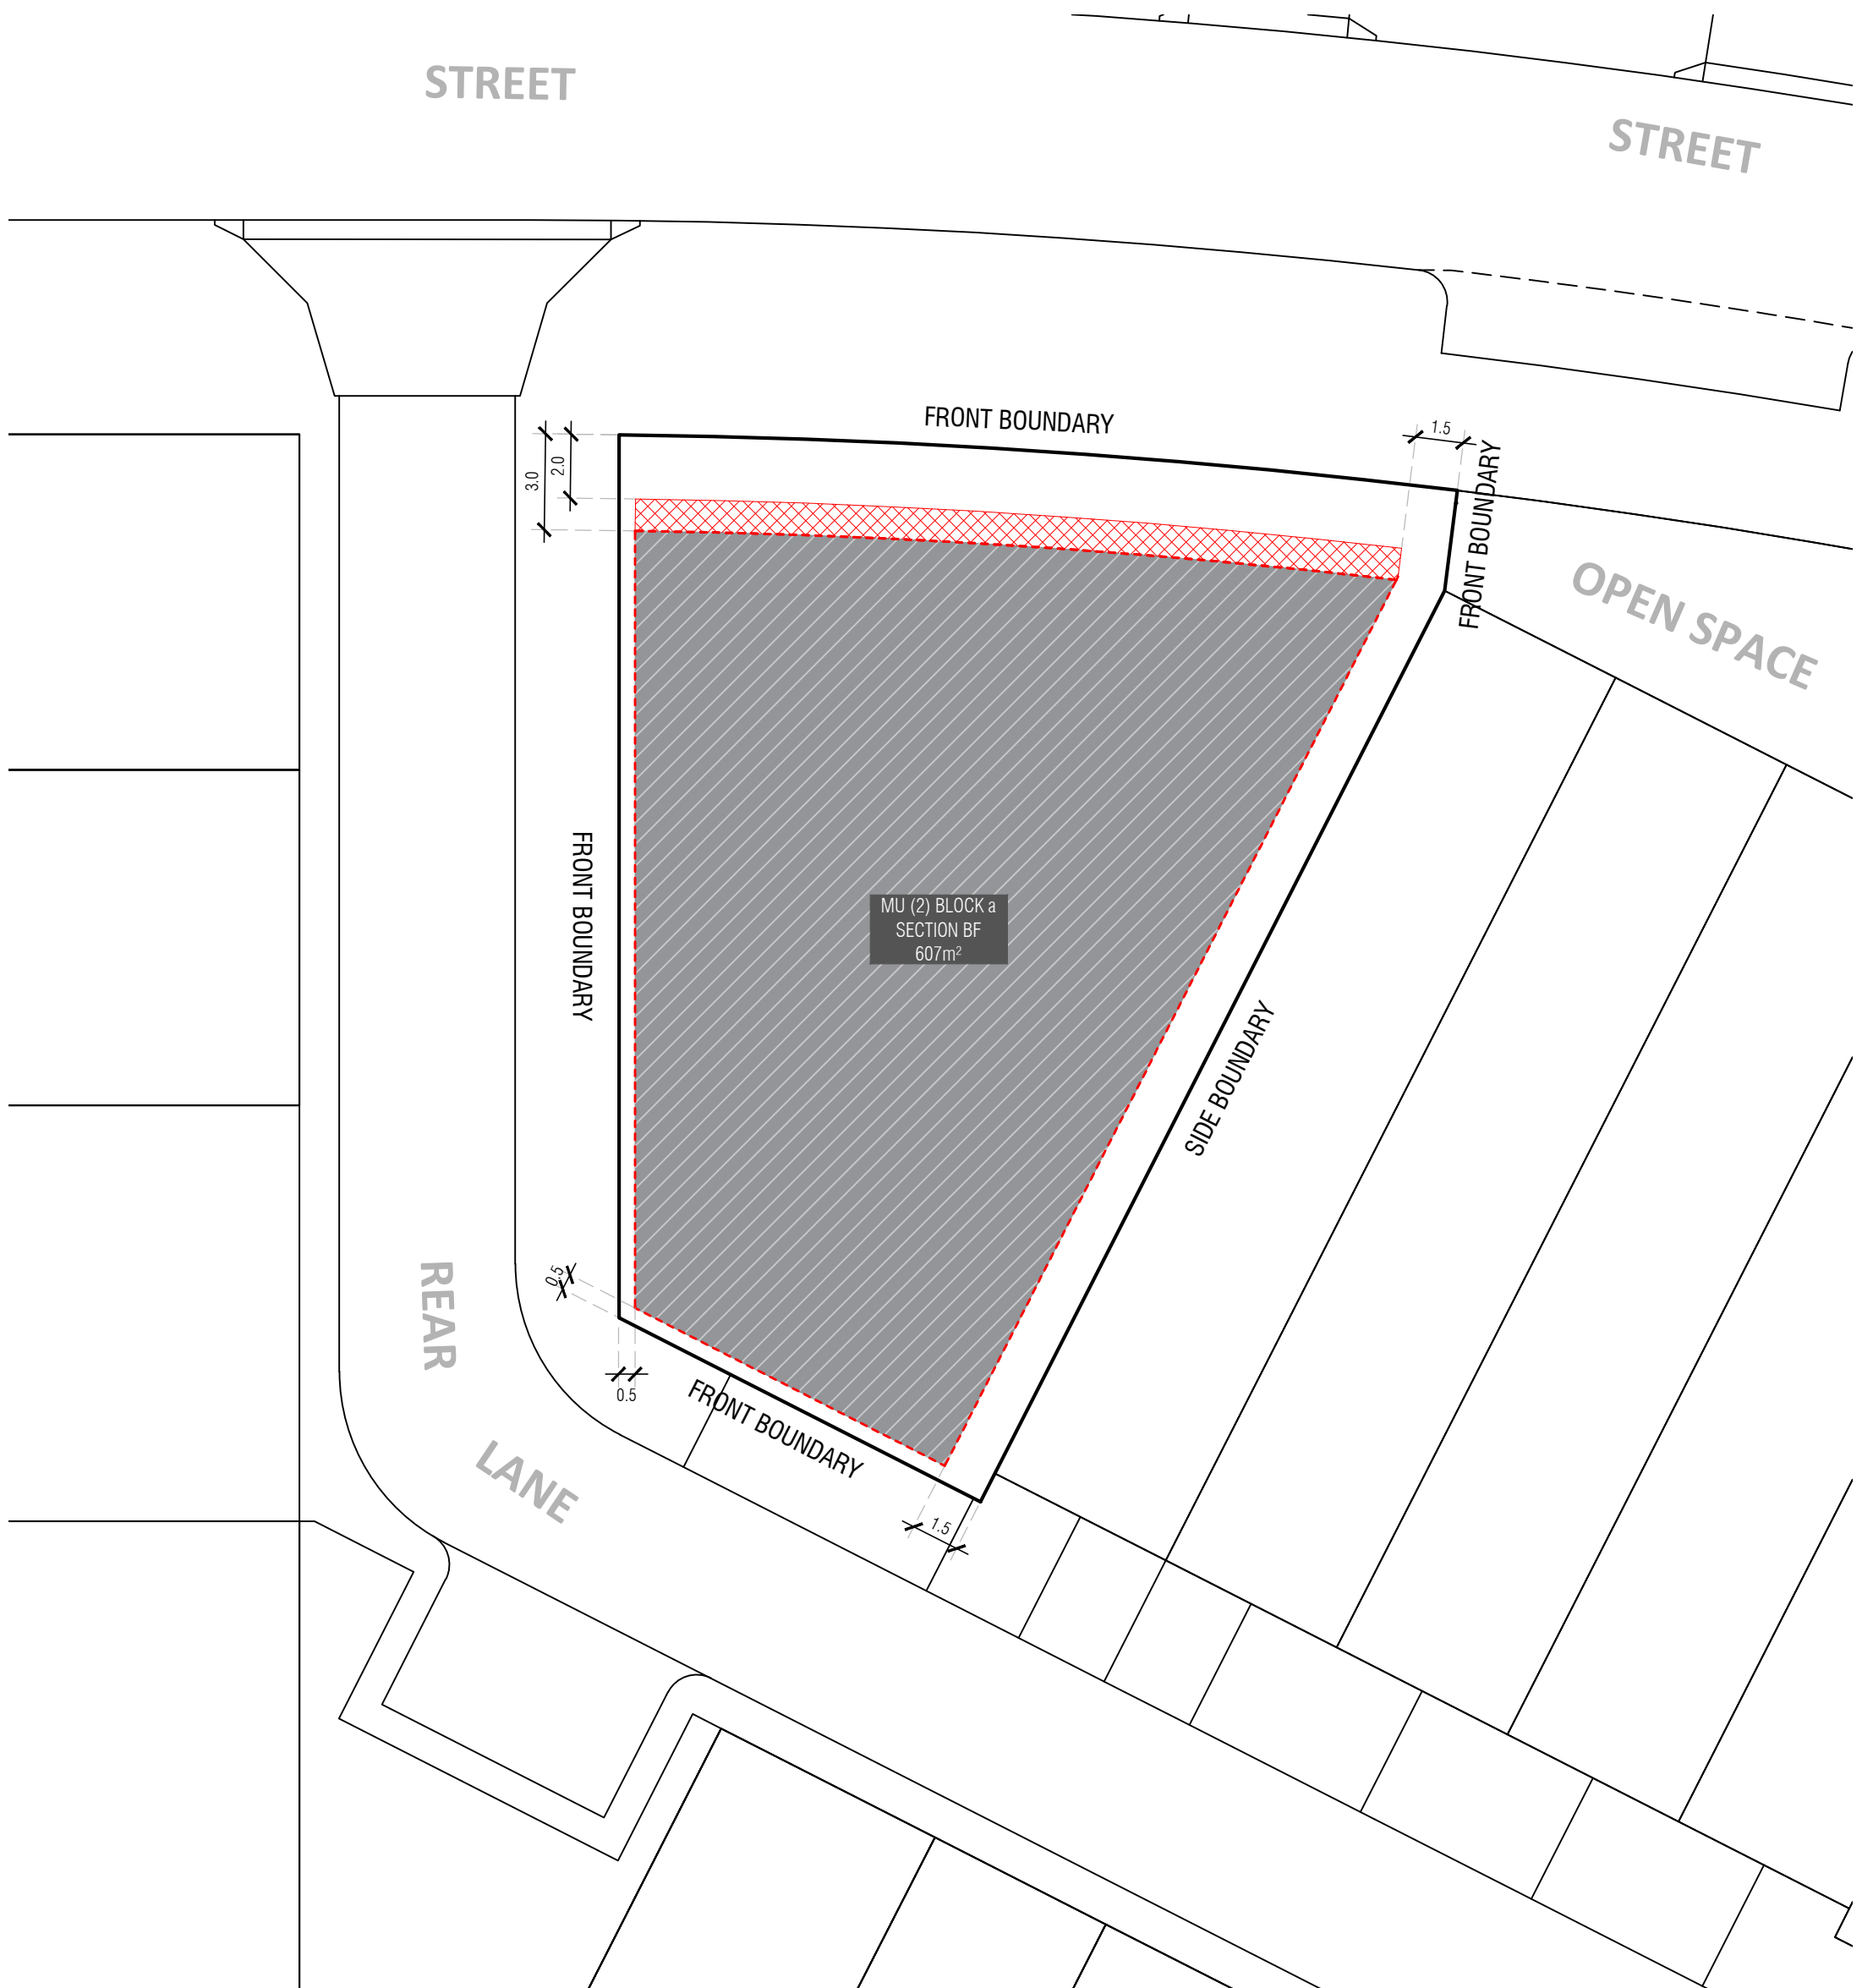 STREET
STREET
FRONT BOUNDARY
1.5
FRONT BOUNDARY
3.0
2.0
OPEN SPACE
FRONT BOUNDARY
MU (2) BLOCK a
SECTION BF
607m²
SIDE BOUNDARY
REAR
LANE
0.5
0.5
FRONT BOUNDARY
1.5